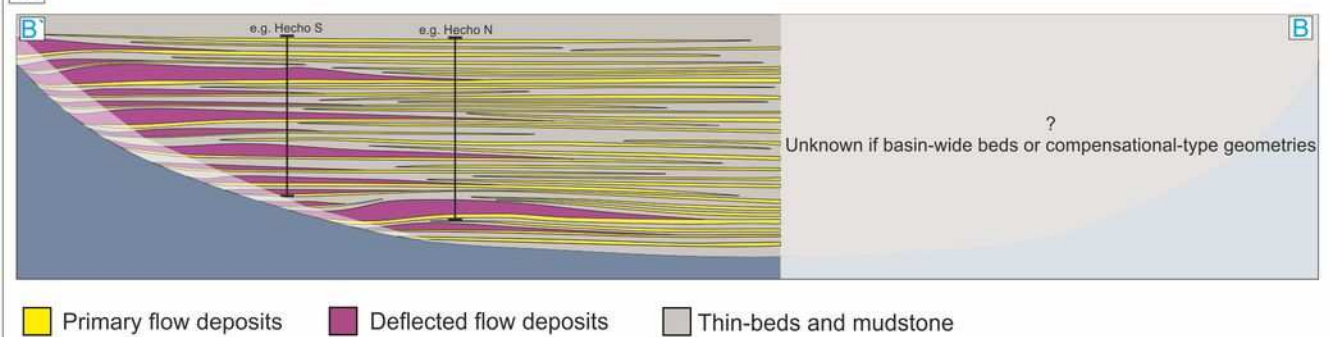 B`
e.g. Hecho S
e.g. Hecho N
B
?
Unknown if basin-wide beds or compensational-type geometries
Primary flow deposits
Deflected flow deposits
Thin-beds and mudstone